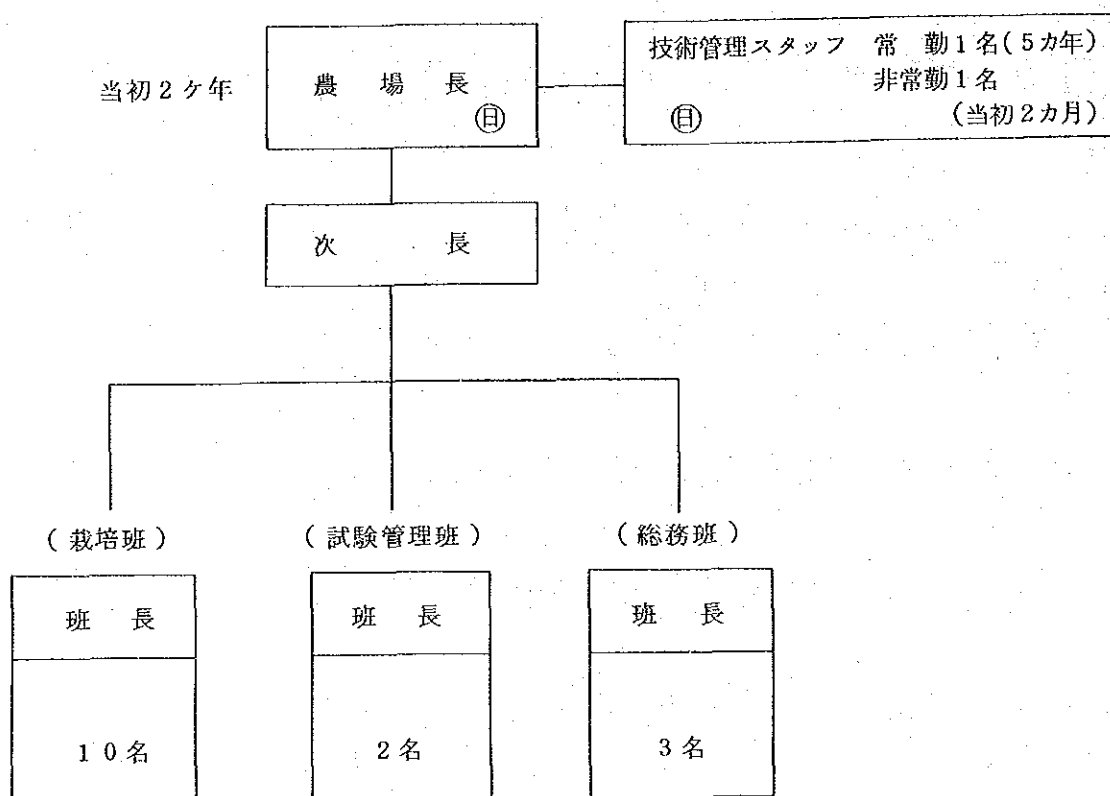 当初2ケ年
農場長
㊐
技術管理スタッフ 常勤1名(5カ年)
非常勤1名
㊐ (当初2カ月)
次長
(栽培班)
(試験管理班)
(総務班)
班長
班長
班長
10名
2名
3名